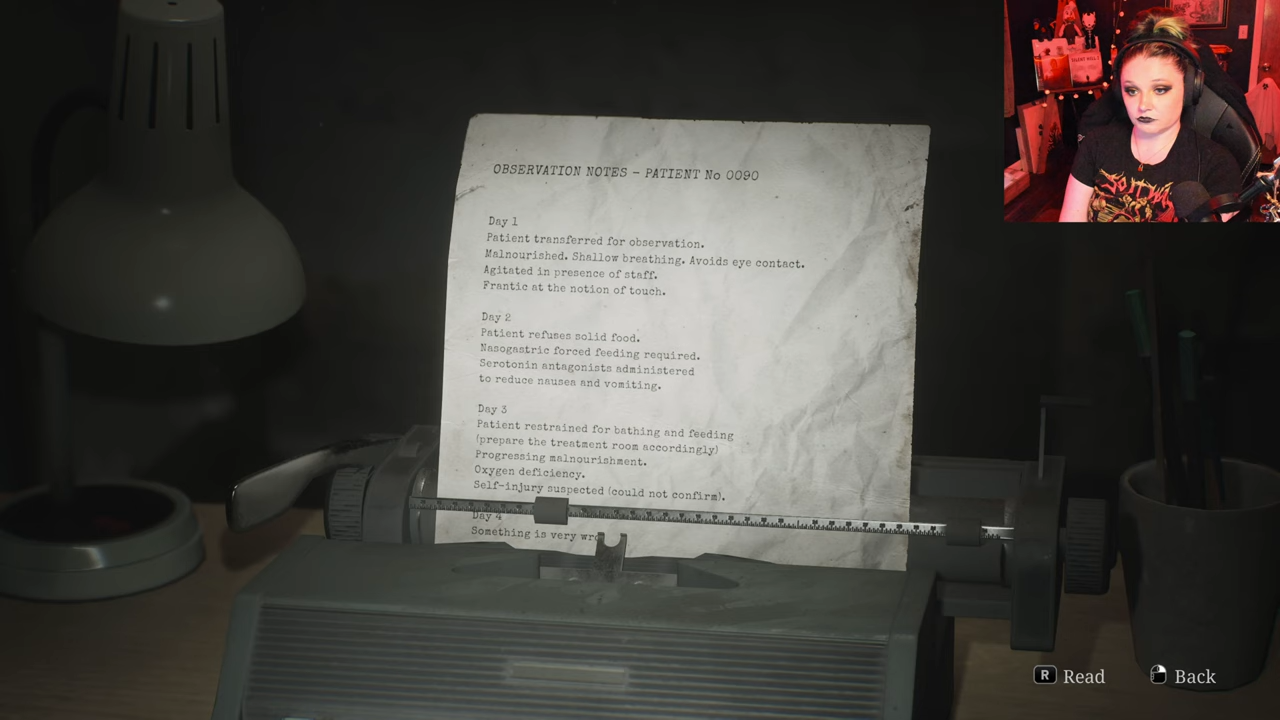 OBSERVATION NOTES - PATIENT No 0090
Day 1
Patient transferred for observation.
Malnourished. Shallow breathing. Avoids eye contact.
Agitated in presence of staff.
Frantic at the notion of touch.
Day 2
Patient refuses solid food.
Nasogastric forced feeding required.
Serotonin antagonists administered
to reduce nausea and vomiting.
Day 3
Patient restrained for bathing and feeding
(prepare the treatment room accordingly)
Progressing malnourishment.
Oxygen deficiency.
Self-injury suspected (could not confirm).
Day 4
Something is very
R Read
Back